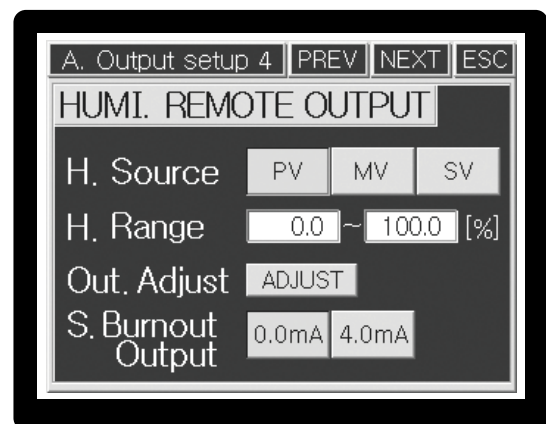 A. Output setup 4 PREV NEXT ESC
HUMI. REMOTE OUTPUT
H. Source PV MV SV
H. Range 0.0 ~ 100.0 [%]
Out. Adjust ADJUST
S. Burnout 0.0mA 4.0mA
Output